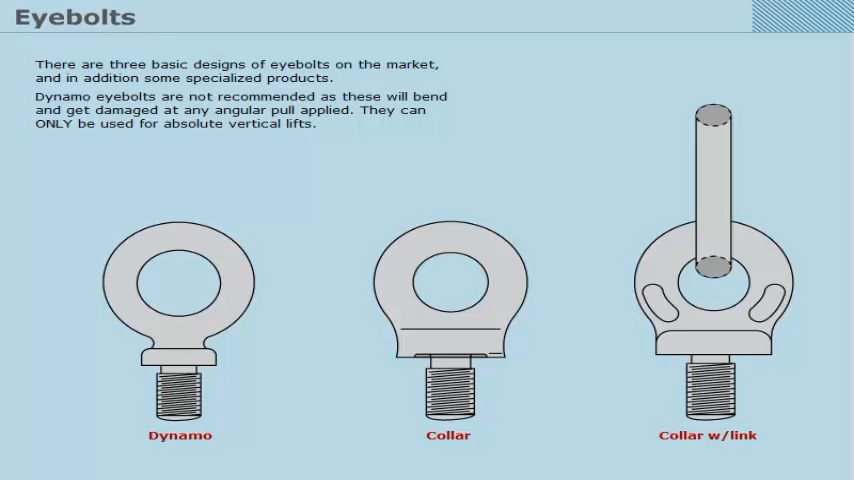 Eyebolts
There are three basic designs of eyebolts on the market,
and in addition some specialized products.
Dynamo eyebolts are not recommended as these will bend
and get damaged at any angular pull applied. They can
ONLY be used for absolute vertical lifts.
Dynamo
Collar
Collar w/link